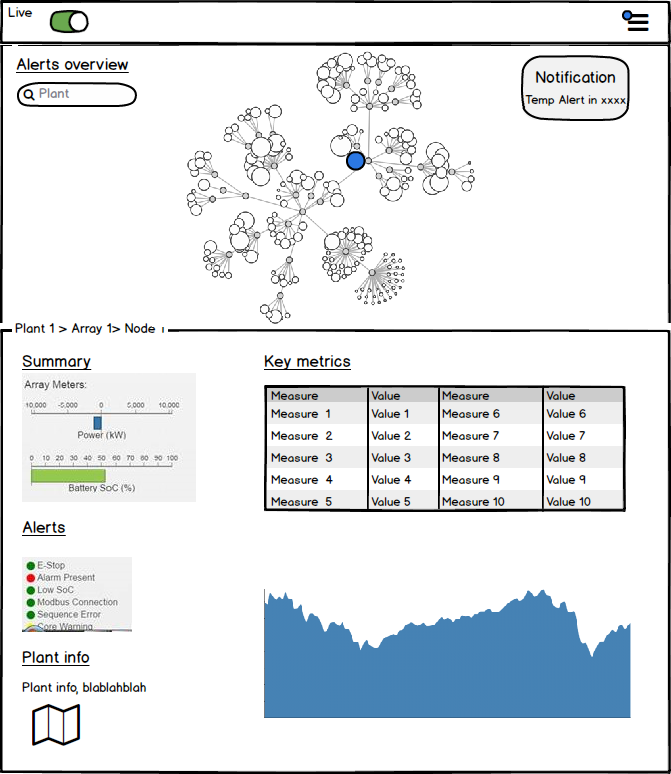 Live
Alerts overview
Plant
Notification
Temp Alert in xxxx
Plant 1 > Array 1> Node 1
Summary
Array Meters:
-10,000 -5,000 0 5,000 10,000
Power (kW)
0 10 20 30 40 50 60 70 80 90 100
Battery SoC (%)
Key metrics
Measure Value Measure Value
Measure 1 Value 1 Measure 6 Value 6
Measure 2 Value 2 Measure 7 Value 7
Measure 3 Value 3 Measure 8 Value 8
Measure 4 Value 4 Measure 9 Value 9
Measure 5 Value 5 Measure 10 Value 10
Alerts
E-Stop
Alarm Present
Low SoC
Modbus Connection
Sequence Error
Core Warning
Plant info
Plant info, blablahblah